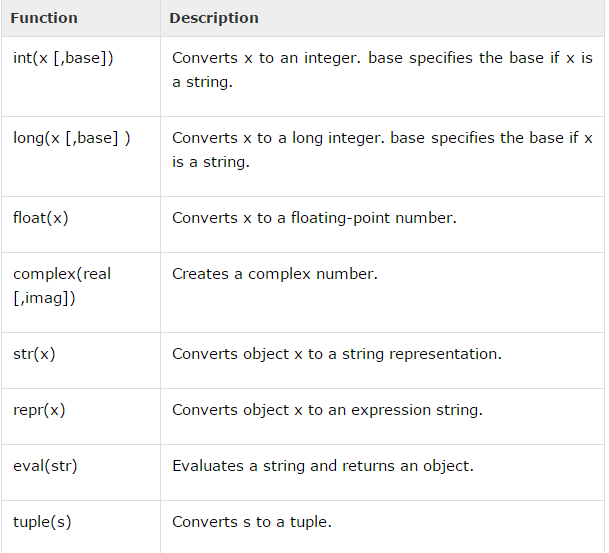 Function Description
int(x [,base]) Converts x to an integer. base specifies the base if x is
a string.
long(x [,base] ) Converts x to a long integer. base specifies the base if x
is a string.
float(x) Converts x to a floating-point number.
complex(real Creates a complex number.
[,imag])
str(x) Converts object x to a string representation.
repr(x) Converts object x to an expression string.
eval(str) Evaluates a string and returns an object.
tuple(s) Converts s to a tuple.